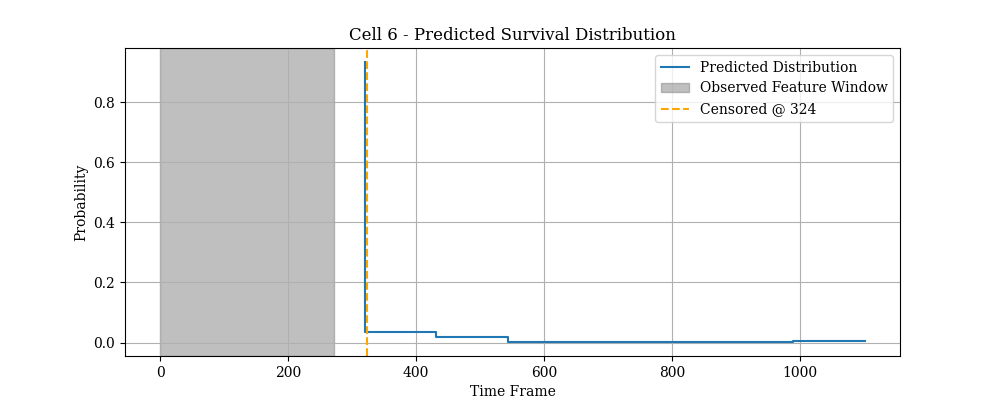 Cell 6 - Predicted Survival Distribution
Predicted Distribution
Observed Feature Window
Censored @ 324
Probability
0.8
0.6
0.4
0.2
0.0
0 200 400 600 800 1000
Time Frame